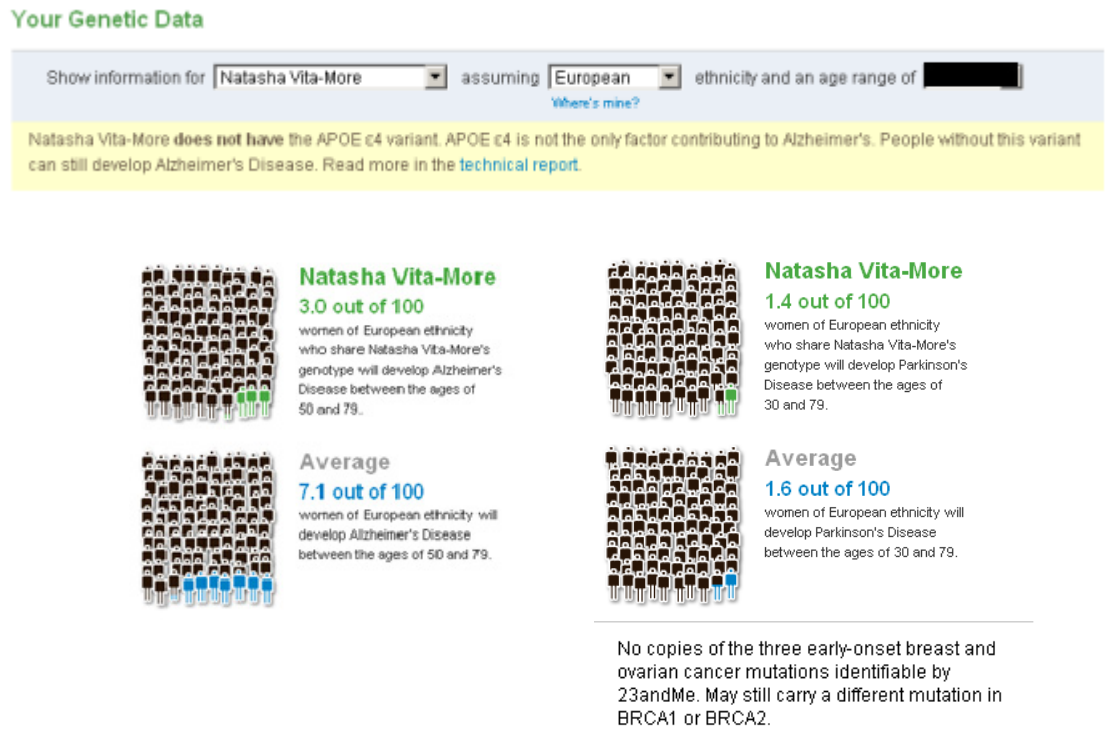 Your Genetic Data
Show information for Natasha Vita-More assuming European ethnicity and an age range of
Where's mine?
Natasha Vita-More does not have the APOE ε4 variant. APOE ε4 is not the only factor contributing to Alzheimer's. People without this variant
can still develop Alzheimer's Disease. Read more in the technical report.
Natasha Vita-More
3.0 out of 100
women of European ethnicity
who share Natasha Vita-More's
genotype will develop Alzheimer's
Disease between the ages of
50 and 79..
Average
7.1 out of 100
women of European ethnicity will
develop Alzheimer's Disease
between the ages of 50 and 79.
Natasha Vita-More
1.4 out of 100
women of European ethnicity
who share Natasha Vita-More's
genotype will develop Parkinson's
Disease between the ages of
30 and 79.
Average
1.6 out of 100
women of European ethnicity will
develop Parkinson's Disease
between the ages of 30 and 79.
No copies of the three early-onset breast and
ovarian cancer mutations identifiable by
23andMe. May still carry a different mutation in
BRCA1 or BRCA2.